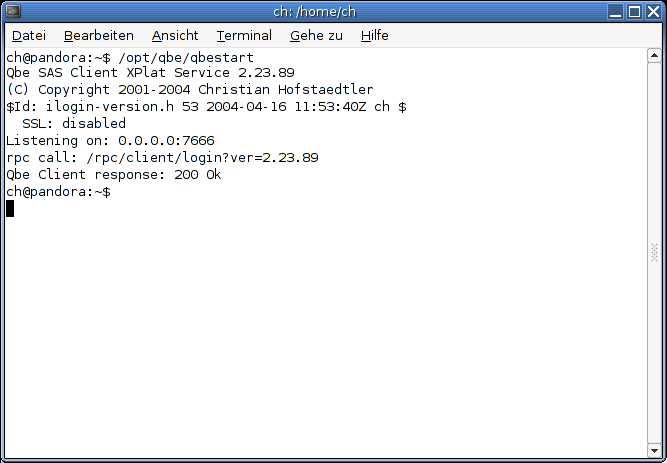 ch: /home/ch
Datei Bearbeiten Ansicht Terminal Gehe zu Hilfe
ch@pandora:~$ /opt/qbe/qbestart
Qbe SAS Client XPlat Service 2.23.89
(C) Copyright 2001-2004 Christian Hofstaedtler
$Id: ilogin-version.h 53 2004-04-16 11:53:40Z ch $
  SSL: disabled
Listening on: 0.0.0.0:7666
rpc call: /rpc/client/login?ver=2.23.89
Qbe Client response: 200 Ok
ch@pandora:~$